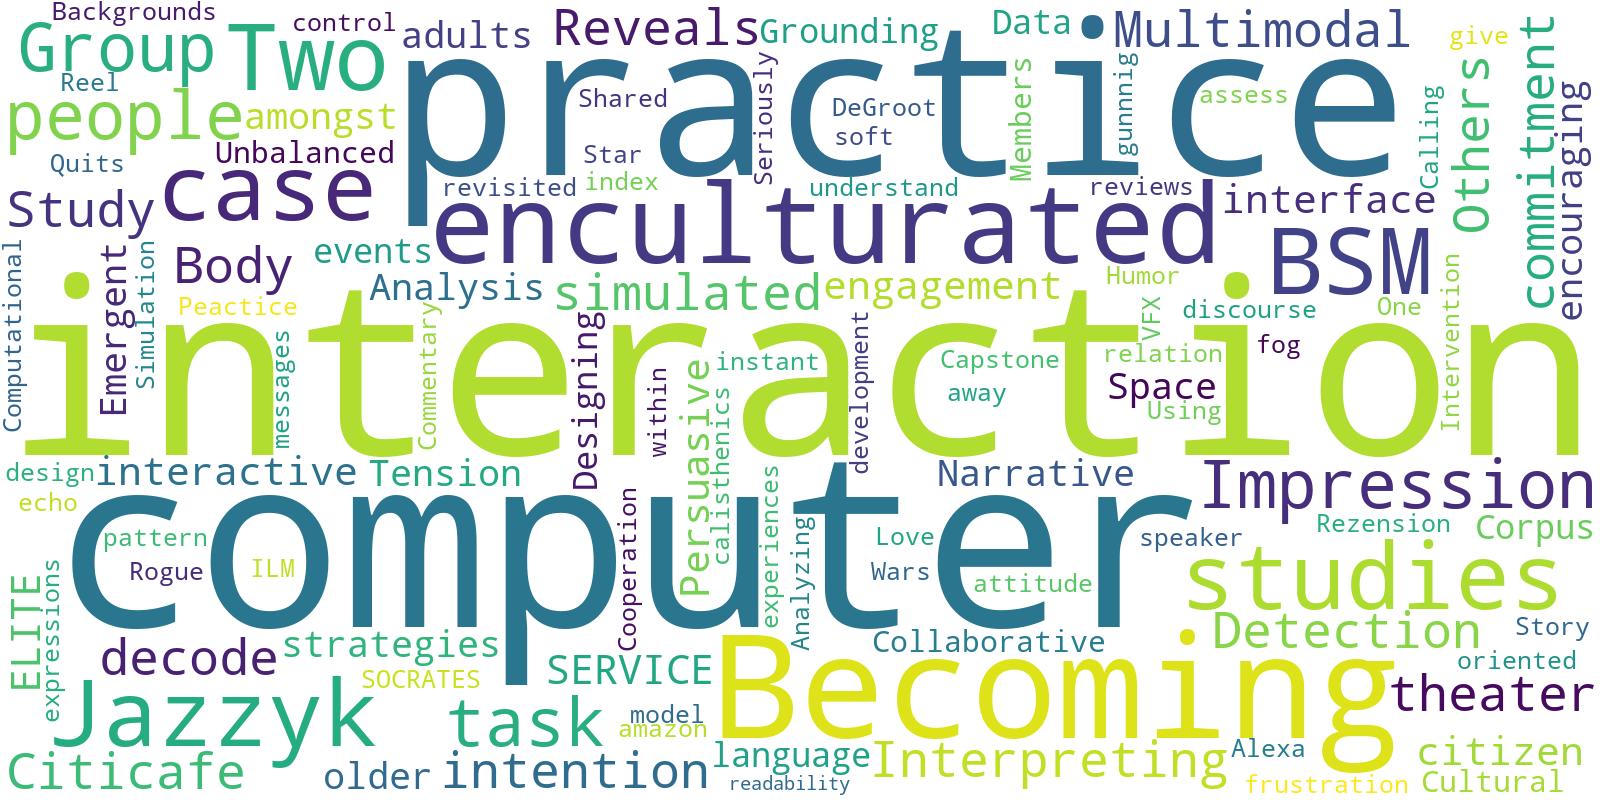 Backgrounds
control
adults
Reveals
Grounding
Data
Multimodal
give
Group
Two
practice
Reel
Shared
Seriously
DeGroot
soft
Members
gunnnig
assess
Calling
Others
commitment
encouraging
people
amongst
Quits
Unbalanced
Star
index
revisited
understand
reviews
case
Study
enculturated
interface
BSM
Body
events
Analysis
simulated
engagement
Humor
discourse
One
Intervention
Computational
Emergent
Simulation
Peactice
messages
Commentary
Designing
within
Persuasive
instant
calisthenics
development
Capstone
away
VFX
relation
fog
Space
Using
interaction
design
interactive
Tension
Narrative
Impression
echo
computer
pattern
Rogue
ILM
Cooperation
experiences
Analyzing
Love
Wars
attitude
speaker
Rezension
Corpus
studies
ELITE
expressions
decode
strategies
SOCRATES
SERVICE
Becoming
Collaborative
Detection
Story
oriented
theater
Jazzyk
task
model
amazon
Citicafe
older
intention
language
readability
Interpreting
Alexa
frustration
citizen
Cultural